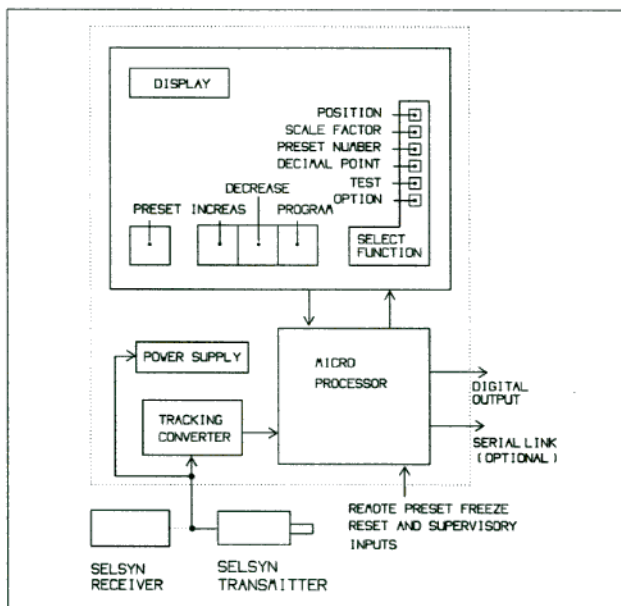 DISPLAY
POSITION
SCALE FACTOR
PRESET NUMBER
DECIMAL POINT
TEST
OPTION
DECREASE
PRESET INCREAS PROGRAM
SELECT
FUNCTION
POWER SUPPLY
MICRO
PROCESSOR
TRACKING
CONVERTER
DIGITAL
OUTPUT
SERIAL LINK
(OPTIONAL)
REMOTE PRESET FREEZE
RESET AND SUPERVISORY
INPUTS
SELSYN
RECEIVER
SELSYN
TRANSMITTER